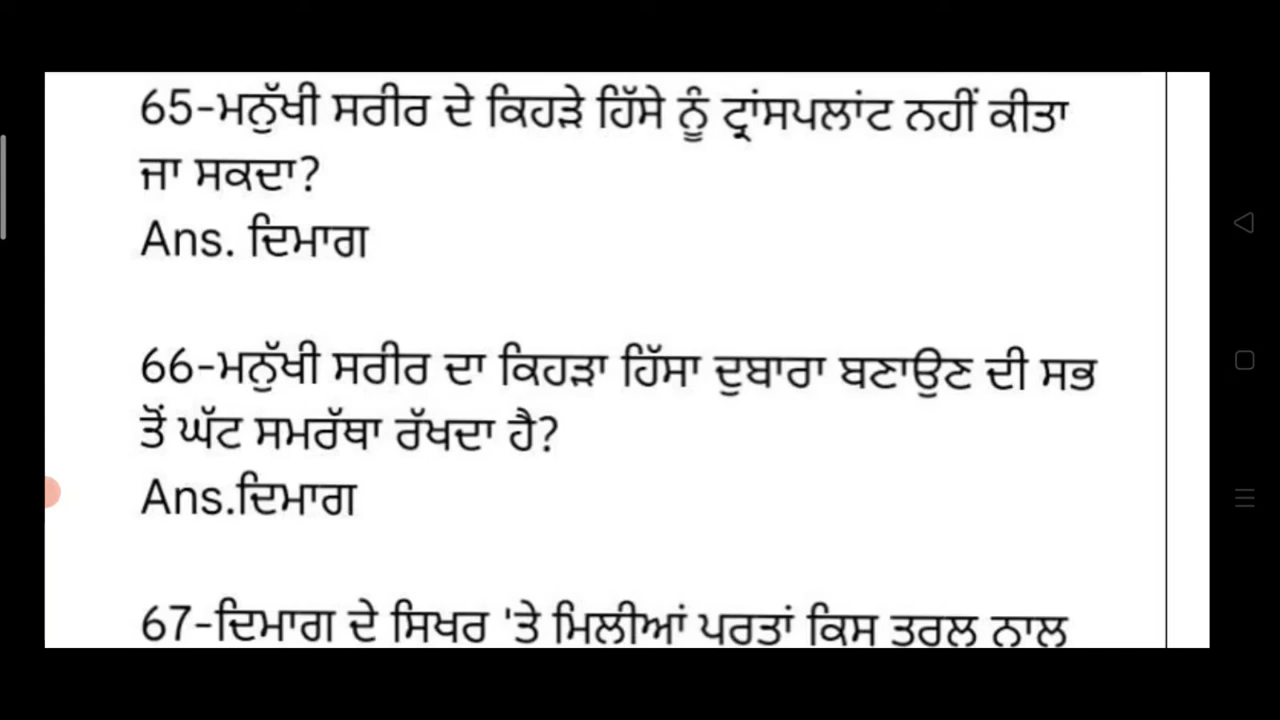 65-ਮਨੁੱਖੀ ਸਰੀਰ ਦੇ ਕਿਹੜੇ ਹਿੱਸੇ ਨੂੰ ਟ੍ਰਾਂਸਪਲਾਂਟ ਨਹੀਂ ਕੀਤਾ
ਜਾ ਸਕਦਾ?
Ans. ਦਿਮਾਗ
66-ਮਨੁੱਖੀ ਸਰੀਰ ਦਾ ਕਿਹੜਾ ਹਿੱਸਾ ਦੁਬਾਰਾ ਬਣਾਉਣ ਦੀ ਸਭ
ਤੋਂ ਘੱਟ ਸਮਰੱਥਾ ਰੱਖਦਾ ਹੈ?
Ans.ਦਿਮਾਗ
67-ਦਿਮਾਗ ਦੇ ਸਿਖਰ 'ਤੇ ਮਿਲੀਆਂ ਪਰਤਾਂ ਕਿਸ ਤਰਲ ਨਾਲ